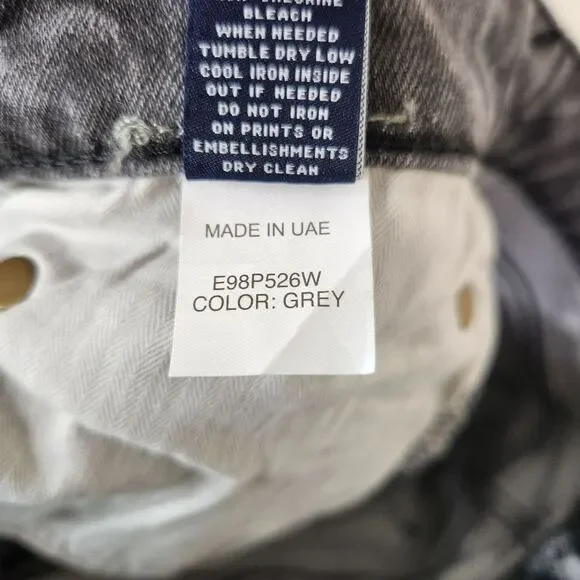 BLEACH
WHEN NEEDED
TUMBLE DRY LOW
COOL IRON INSIDE
OUT IF NEEDED
DO NOT IRON
ON PRINTS OR
EMBELLISHMENTS
DRY CLEAN
MADE IN UAE
E98P526W
COLOR: GREY